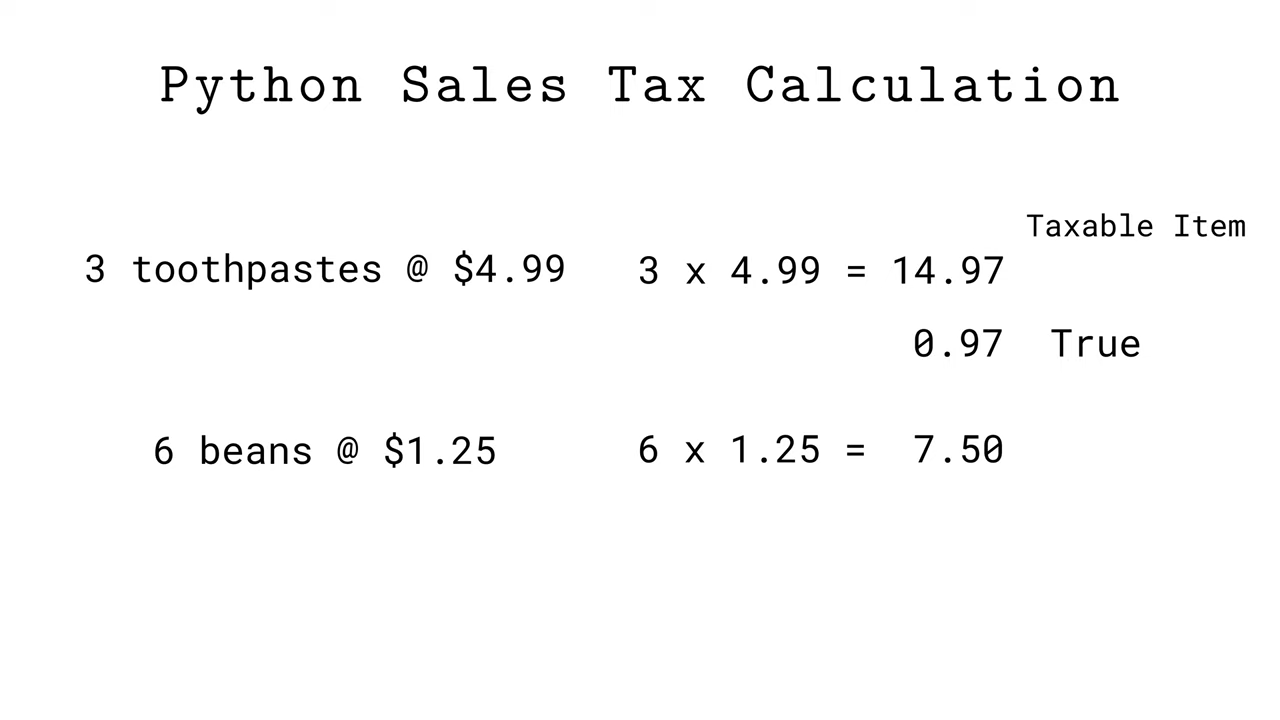 Python Sales Tax Calculation
Taxable Item
3 toothpastes @ $4.99 3 x 4.99 = 14.97
0.97 True
6 beans @ $1.25 6 x 1.25 = 7.50